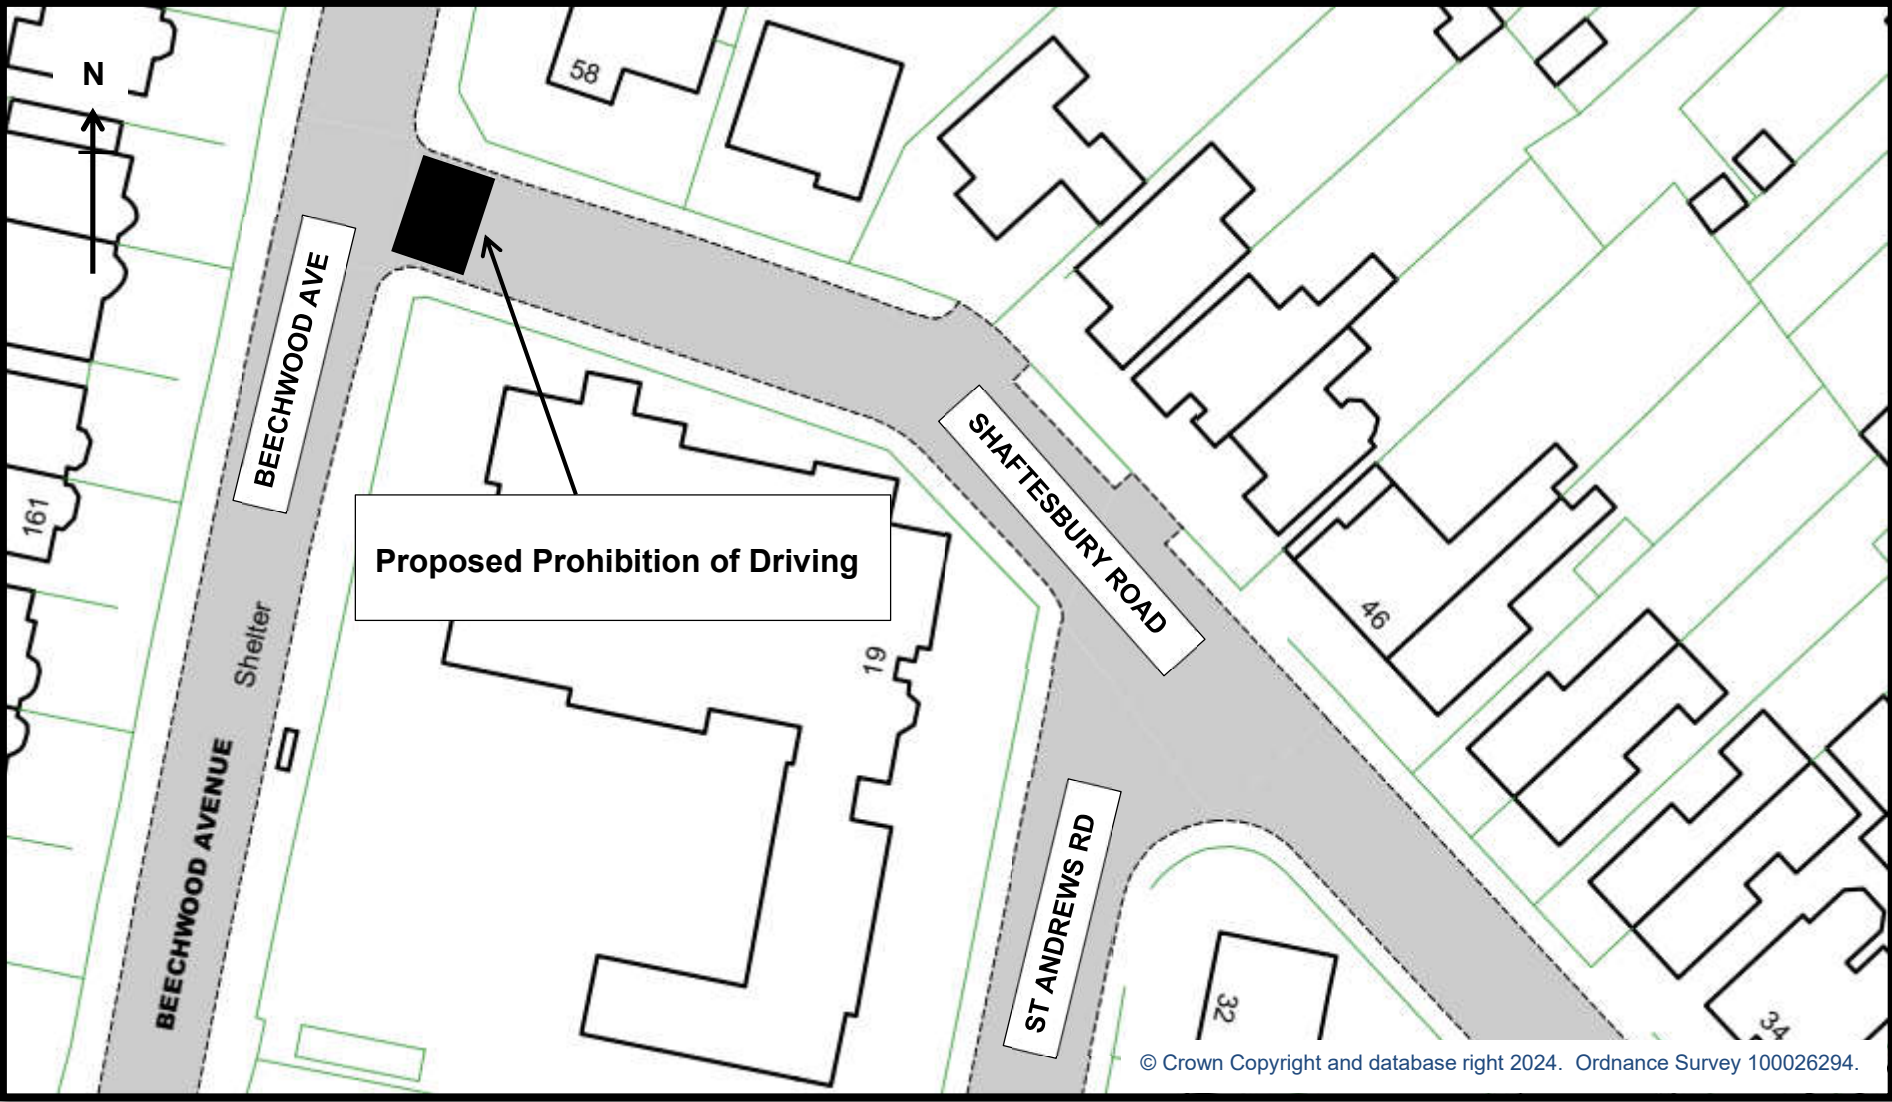 58
N
BEECHWOOD AVE
SHAFTESBURY ROAD
161
Proposed Prohibition of Driving
46
Shelter
19
BEECHWOOD AVENUE
ST ANDREWS RD
32
34
© Crown Copyright and database right 2024. Ordnance Survey 100026294.